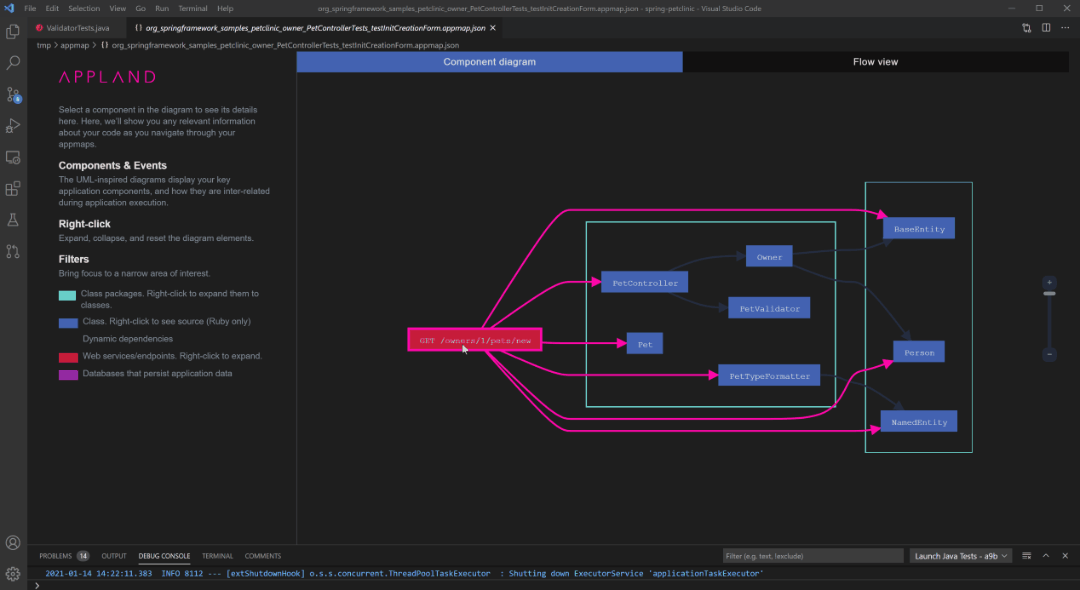 File Edit Selection View Go Run Terminal Help
org_springframework_samples_petclinic_owner_PetControllerTests_testInitCreationForm.appmap.json - spring-petclinic - Visual Studio Code
ValidatorTests.java
{} org_springframework_samples_petclinic_owner_PetControllerTests_testInitCreationForm.appmap.json
tmp > appmap > {} org_springframework_samples_petclinic_owner_PetControllerTests_testInitCreationForm.appmap.json
APPLAND
Select a component in the diagram to see its details
here. Here, we'll show you any relevant information
about your code as you navigate through your
appmaps.
Components & Events
The UML-inspired diagrams display your key
application components, and how they are inter-related
during application execution.
Right-click
Expand, collapse, and reset the diagram elements.
Filters
Bring focus to a narrow area of interest.
Class packages. Right-click to expand them to
classes.
Class. Right-click to see source (Ruby only)
Dynamic dependencies
Web services/endpoints. Right-click to expand.
Databases that persist application data
Component diagram
Flow view
BaseEntity
Owner
PetController
PetValidator
GET /owners/1/pets/new
Pet
Person
PetTypeFormatter
NamedEntity
+
−
PROBLEMS 14 OUTPUT DEBUG CONSOLE TERMINAL COMMENTS
Filter (e.g. text, !exclude)
Launch Java Tests - a9b
2021-01-14 14:22:11.383 INFO 8112 --- [extShutdownHook] o.s.s.concurrent.ThreadPoolTaskExecutor : Shutting down ExecutorService 'applicationTaskExecutor'
>